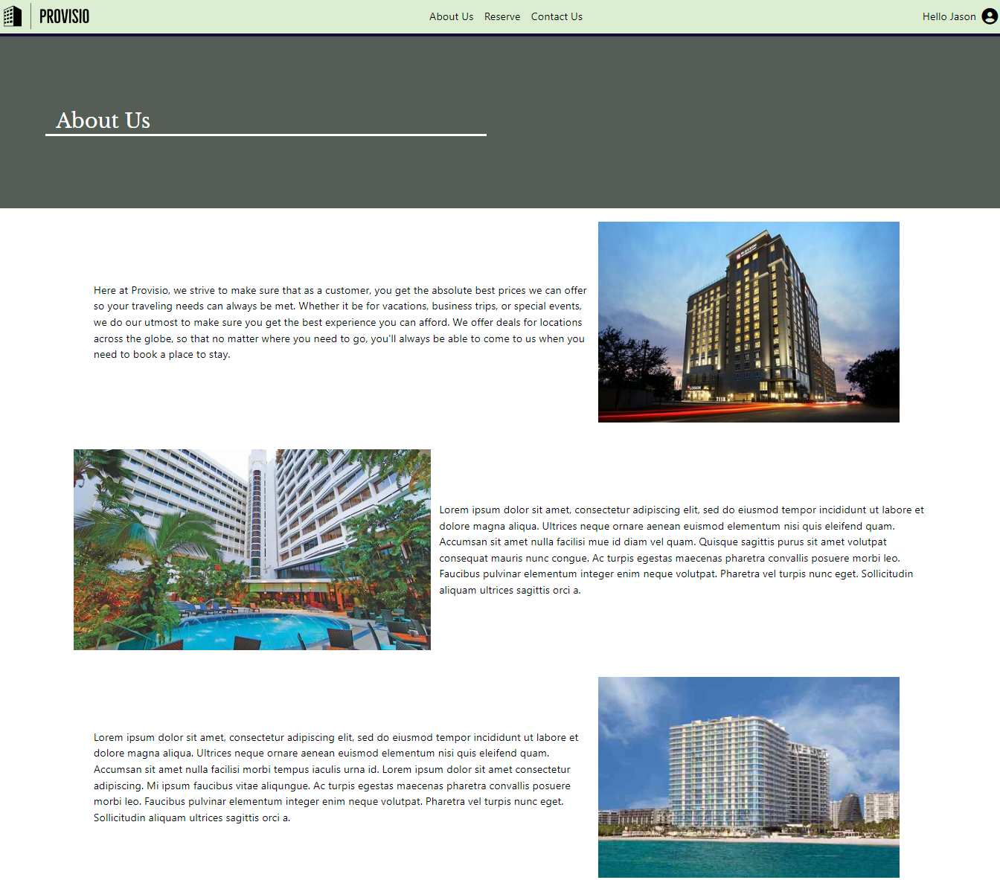 PROVISIO
About Us Reserve Contact Us
Hello Jason
About Us
Here at Provisio, we strive to make sure that as a customer, you get the absolute best prices we can offer
so your traveling needs can always be met. Whether it be for vacations, business trips, or special events,
we do our utmost to make sure you get the best experience you can afford. We offer deals for locations
across the globe, so that no matter where you need to go, you'll always be able to come to us when you
need to book a place to stay.
BLOSSOM
BLOSSOM
Lorem ipsum dolor sit amet, consectetur adipiscing elit, sed do eiusmod tempor incididunt ut labore et
dolore magna aliqua. Ultrices neque ornare aenean euismod elementum nisi quis eleifend quam.
Accumsan sit amet nulla facilisi mue id diam vel quam. Quisque sagittis purus sit amet volutpat
consequat mauris nunc congue. Ac turpis egestas maecenas pharetra convallis posuere morbi leo.
Faucibus pulvinar elementum integer enim neque volutpat. Pharetra vel turpis nunc eget. Sollicitudin
aliquam ultrices sagittis orci a.
Lorem ipsum dolor sit amet, consectetur adipiscing elit, sed do eiusmod tempor incididunt ut labore et
dolore magna aliqua. Ultrices neque ornare aenean euismod elementum nisi quis eleifend quam.
Accumsan sit amet nulla facilisi morbi tempus iaculis urna id. Lorem ipsum dolor sit amet consectetur
adipiscing. Mi ipsum faucibus vitae aliqungue. Ac turpis egestas maecenas pharetra convallis posuere
morbi leo. Faucibus pulvinar elementum integer enim neque volutpat. Pharetra vel turpis nunc eget.
Sollicitudin aliquam ultrices sagittis orci a.